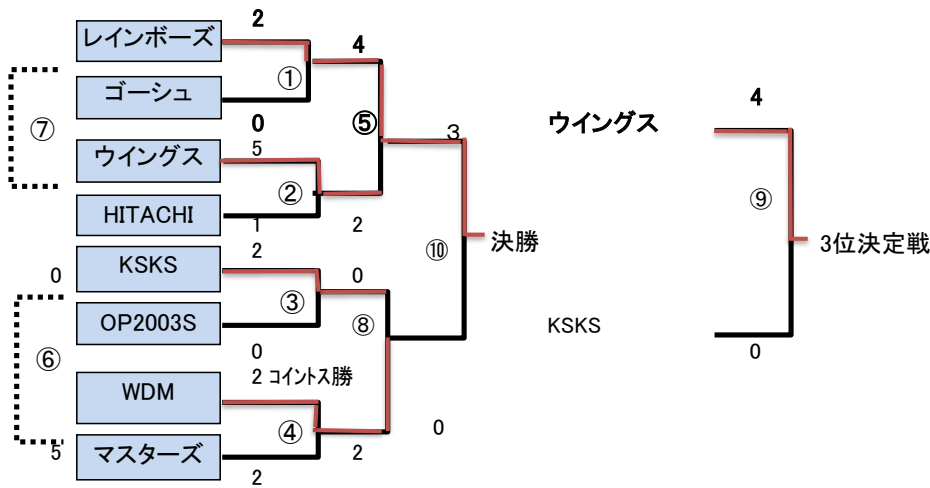 2
レインボーズ
4
①
ゴーシュ
4
⑦
0
⑤
3
ウイングス
5
ウイングス
②
⑨
HITACHI
1
2
⑩
決勝
3位決定戦
2
KSKS
0
0
③
OP2003S
⑧
KSKS
0
0
⑥
2 コイントス勝
WDM
④
0
マスターズ
5
2
2